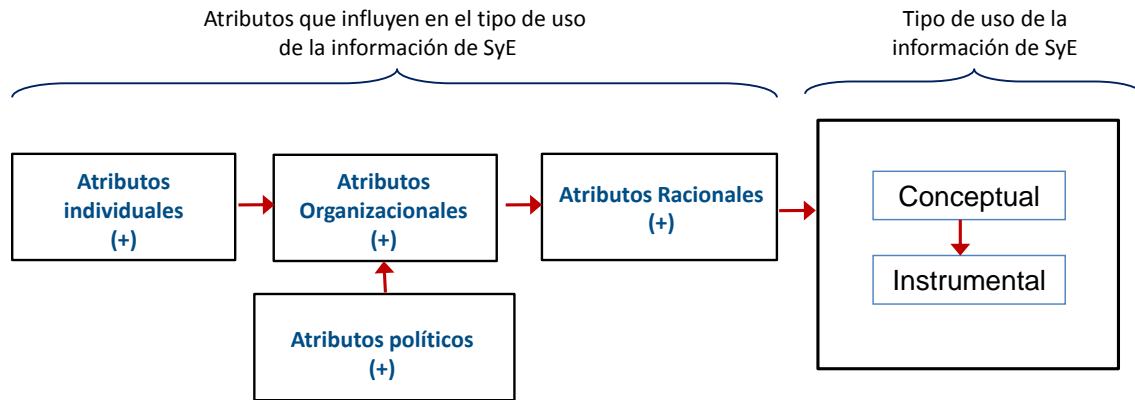 Atributos que influyen en el tipo de uso
de la información de SyE
Tipo de uso de la
información de SyE
Atributos
individuales
(+)
Atributos
Organizacionales
(+)
Atributos Racionales
(+)
Conceptual
Instrumental
Atributos políticos
(+)